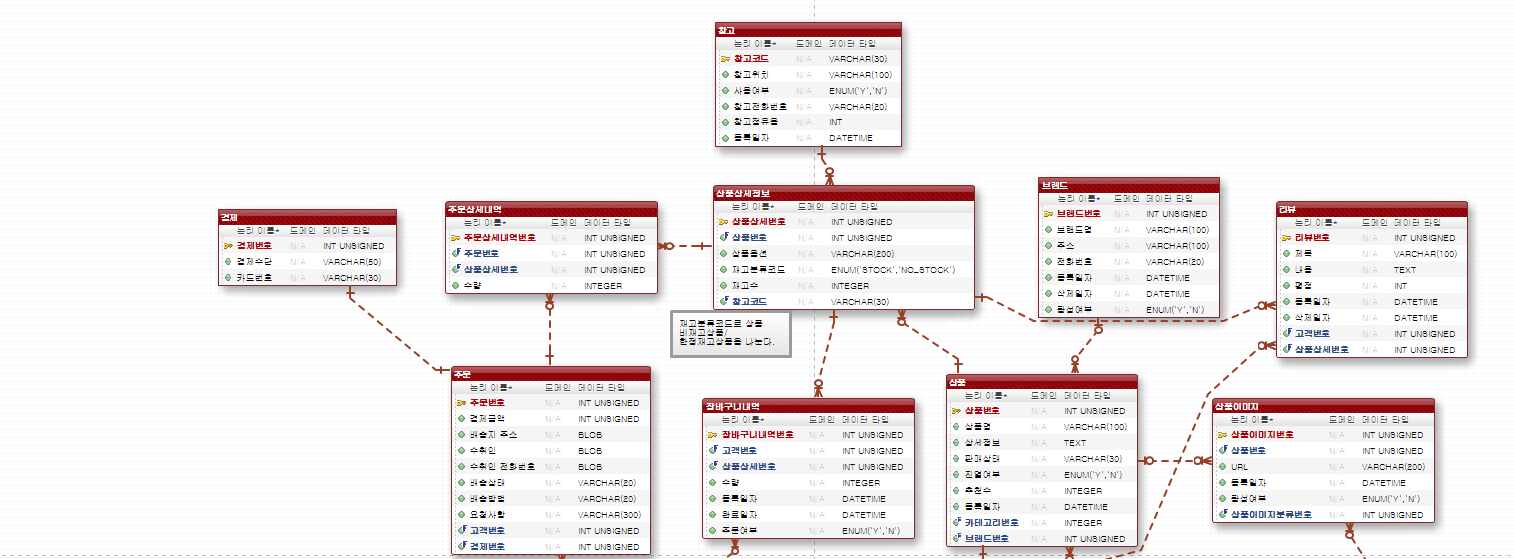 창고
논리 이름* 도메인 데이터 타입
창고코드 N/A VARCHAR(30)
창고위치 N/A VARCHAR(100)
사용여부 N/A ENUM('Y','N')
창고전화번호 N/A VARCHAR(20)
창고점유율 N/A INT
등록일자 N/A DATETIME
결제
논리 이름* 도메인 데이터 타입
결제번호 N/A INT UNSIGNED
결제수단 N/A VARCHAR(50)
카드번호 N/A VARCHAR(30)
주문상세내역
논리 이름* 도메인 데이터 타입
주문상세내역번호 N/A INT UNSIGNED
주문번호 N/A INT UNSIGNED
상품상세번호 N/A INT UNSIGNED
수량 N/A INTEGER
상품상세정보
논리 이름* 도메인 데이터 타입
상품상세번호 N/A INT UNSIGNED
상품번호 N/A INT UNSIGNED
상품옵션 N/A VARCHAR(200)
재고분류코드 N/A ENUM('STOCK','NO_STOCK')
재고수 N/A INTEGER
창고코드 N/A VARCHAR(30)
재고분류코드로 상품
비재고상품/
한정재고상품을 나눈다.
브랜드
논리 이름* 도메인 데이터 타입
브랜드번호 N/A INT UNSIGNED
브랜드명 N/A VARCHAR(100)
주소 N/A VARCHAR(100)
전화번호 N/A VARCHAR(20)
등록일자 N/A DATETIME
삭제일자 N/A DATETIME
활성여부 N/A ENUM('Y','N')
리뷰
논리 이름* 도메인 데이터 타입
리뷰번호 N/A INT UNSIGNED
제목 N/A VARCHAR(100)
내용 N/A TEXT
평점 N/A INT
등록일자 N/A DATETIME
삭제일자 N/A DATETIME
고객번호 N/A INT UNSIGNED
상품상세번호 N/A INT UNSIGNED
주문
논리 이름* 도메인 데이터 타입
주문번호 N/A INT UNSIGNED
결제금액 N/A INT UNSIGNED
배송지 주소 N/A BLOB
수취인 N/A BLOB
수취인 전화번호 N/A BLOB
배송상태 N/A VARCHAR(20)
배송방법 N/A VARCHAR(20)
요청사항 N/A VARCHAR(300)
고객번호 N/A INT UNSIGNED
결제번호 N/A INT UNSIGNED
장바구니내역
논리 이름* 도메인 데이터 타입
장바구니내역번호 N/A INT UNSIGNED
고객번호 N/A INT UNSIGNED
상품상세번호 N/A INT UNSIGNED
수량 N/A INTEGER
등록일자 N/A DATETIME
완료일자 N/A DATETIME
주문여부 N/A ENUM('Y','N')
상품
논리 이름* 도메인 데이터 타입
상품번호 N/A INT UNSIGNED
상품명 N/A VARCHAR(100)
상세정보 N/A TEXT
판매상태 N/A VARCHAR(30)
진열여부 N/A ENUM('Y','N')
추천수 N/A INTEGER
등록일자 N/A DATETIME
카테고리번호 N/A INTEGER
브랜드번호 N/A INT UNSIGNED
상품이미지
논리 이름* 도메인 데이터 타입
상품이미지번호 N/A INT UNSIGNED
상품번호 N/A INT UNSIGNED
URL N/A VARCHAR(200)
등록일자 N/A DATETIME
활성여부 N/A ENUM('Y','N')
상품이미지분류번호 N/A INT UNSIGNED